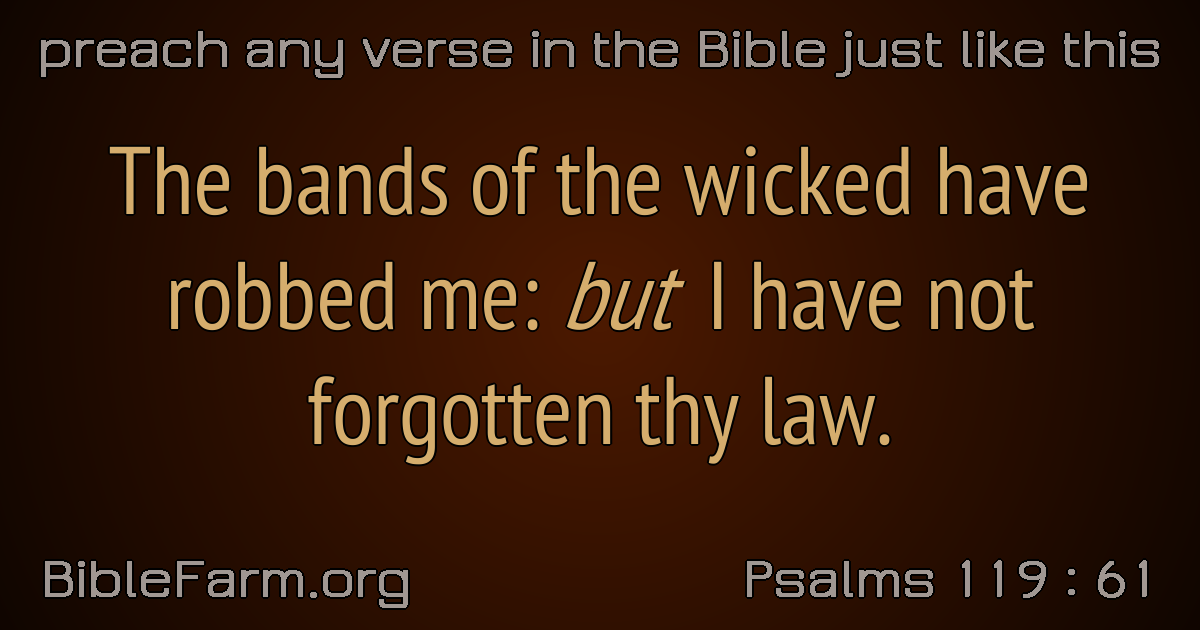 preach any verse in the Bible just like this
The bands of the wicked have
robbed me: but I have not
forgotten thy law.
BibleFarm.org
Psalms 119 : 61